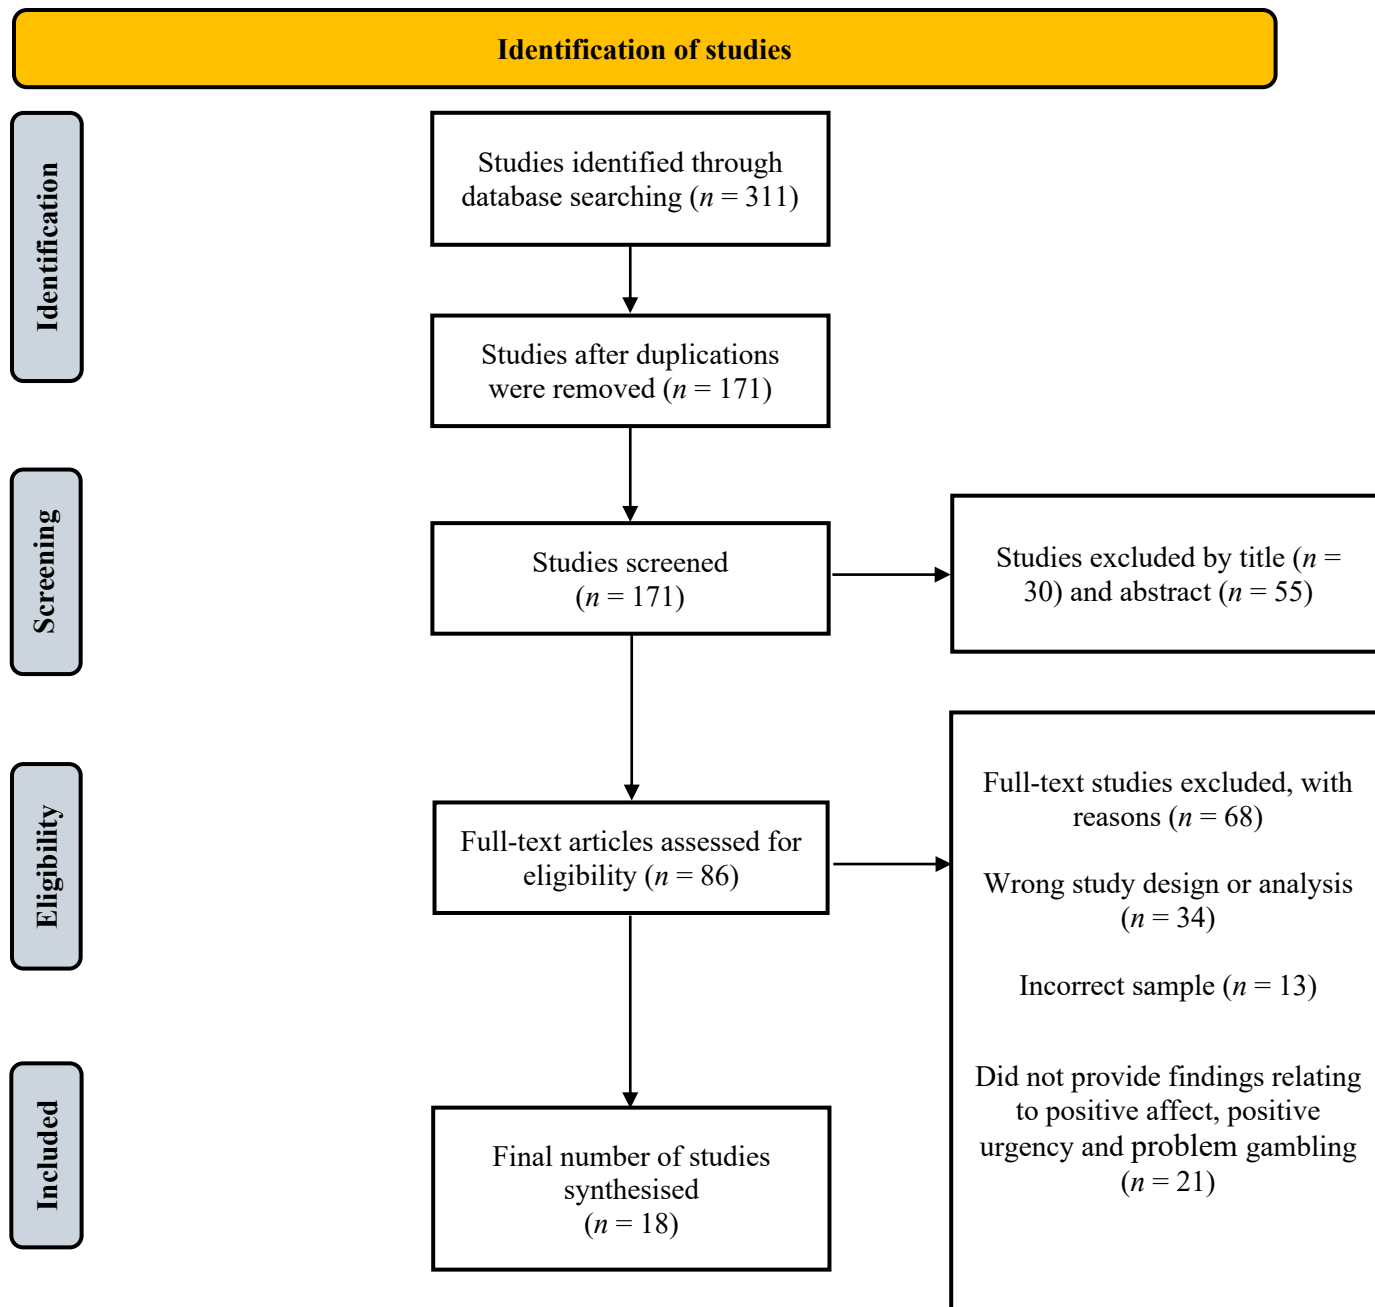 Identification of studies
Identification
Studies identified through
database searching (n = 311)
Studies after duplications
were removed (n = 171)
Screening
Studies screened
(n = 171)
Studies excluded by title (n =
30) and abstract (n = 55)
Eligibility
Full-text articles assessed for
eligibility (n = 86)
Full-text studies excluded, with
reasons (n = 68)
Wrong study design or analysis
(n = 34)
Incorrect sample (n = 13)
Did not provide findings relating
to positive affect, positive
urgency and problem gambling
(n = 21)
Included
Final number of studies
synthesised
(n = 18)